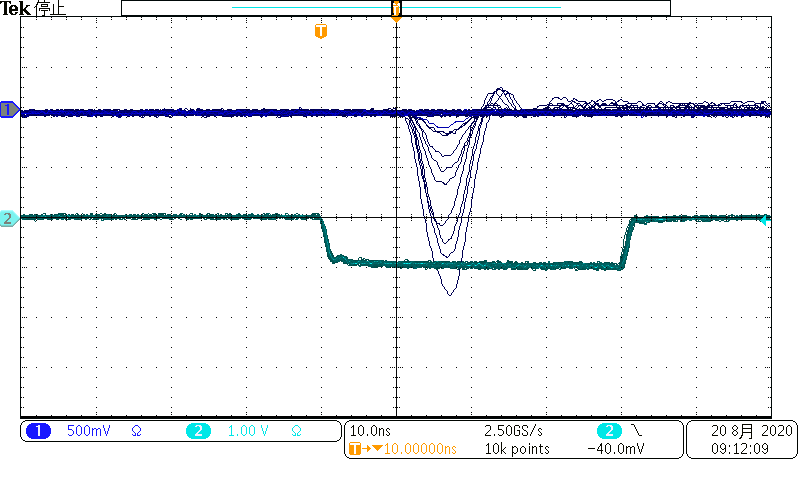 Tek 停止
T
T
1
2
1 500mV Ω 2 1.00 V Ω 10.0ns 2.50GS/s 2 20 8月 2020
T→▼10.00000ns 10k points -40.0mV 09:12:09